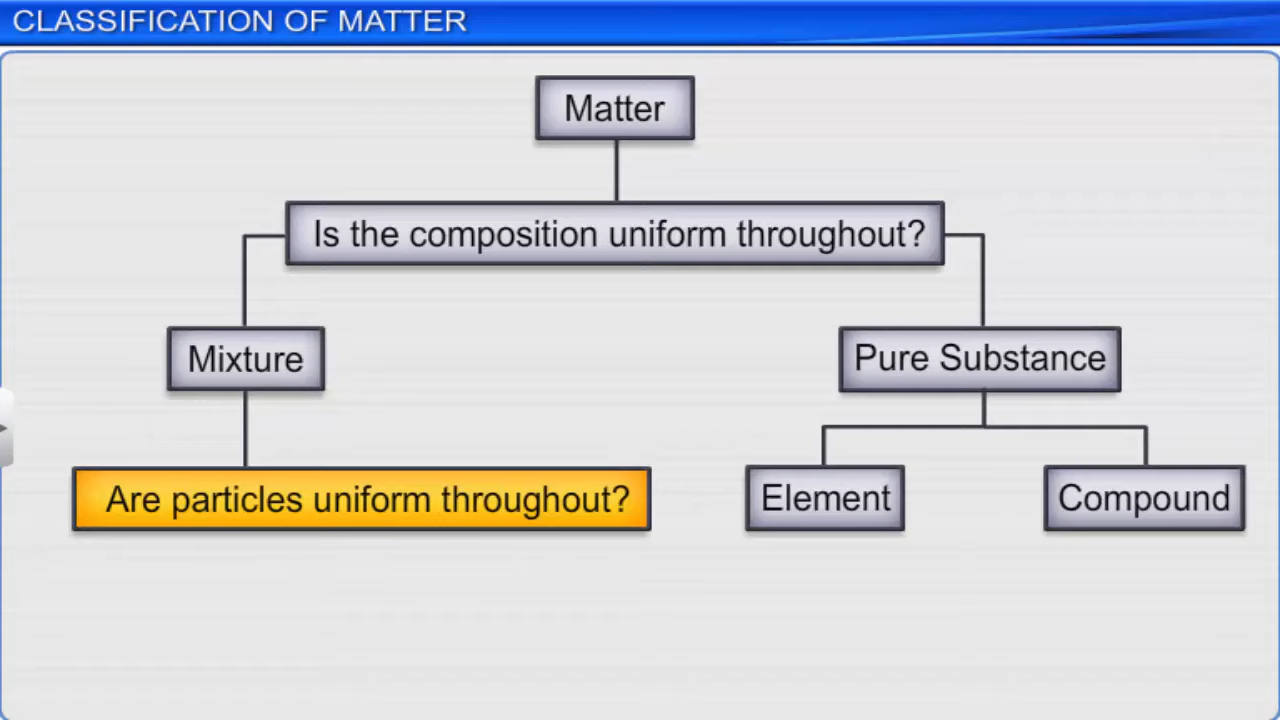 CLASSIFICATION OF MATTER
Matter
Is the composition uniform throughout?
Mixture
Pure Substance
Are particles uniform throughout?
Element
Compound